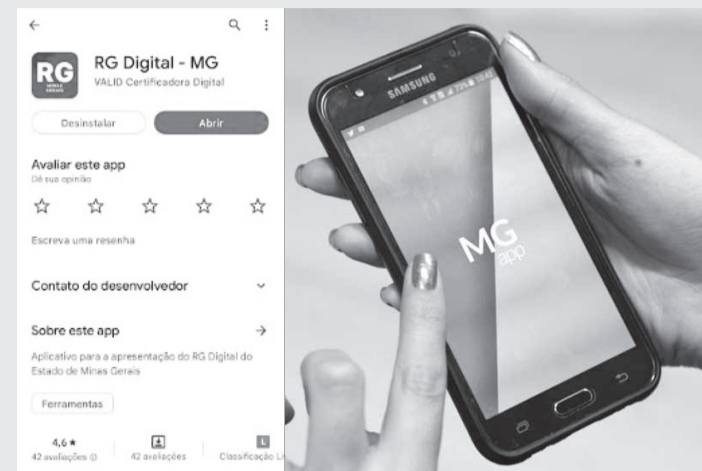 RG Digital - MG
RG
MINAS
GERAIS
VALID Certificadora Digital
Desinstalar
Abrir
Avaliar este app
Dê sua opinião
Escreva uma resenha
Contato do desenvolvedor
Sobre este app
Aplicativo para a apresentação do RG Digital do
Estado de Minas Gerais
Ferramentas
4,6 ★
42 avaliações
42 avaliações
L
Classificação
SAMSUNG
MG
app